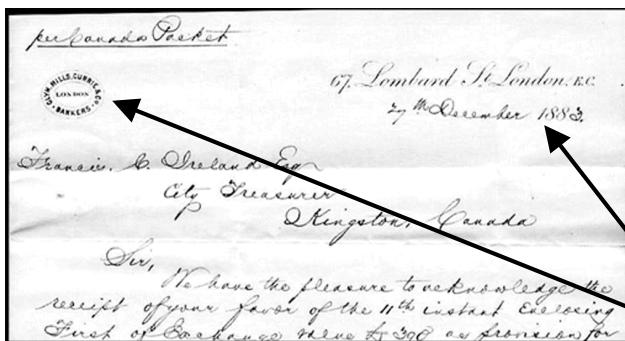 per Canada Packet
GLYN, MILLS, CURRIE & Co
LONDON
BANKERS
67, Lombard St. London, E.C.
27th December 1883.
Francis. C. Ireland Esq
City Treasurer
Kingston, Canada
Sir,
We have the pleasure to acknowledge the
receipt of your favor of the 11th instant Enclosing
First of Exchange value £ 300 as provision for